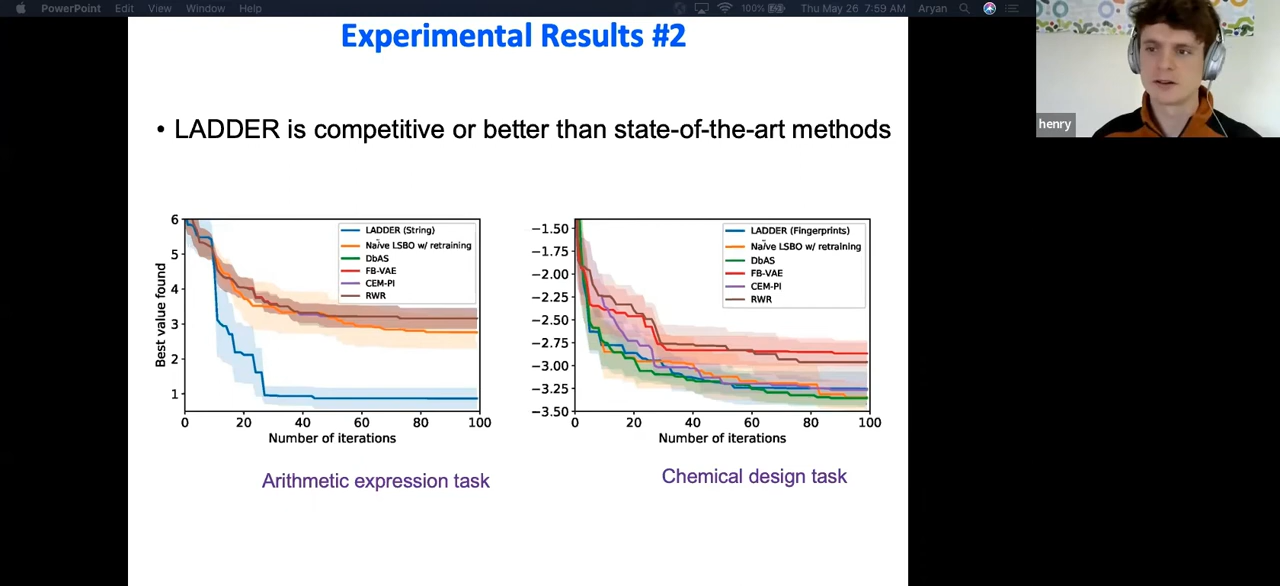 PowerPoint Edit View Window Help 100% Thu May 26 7:59 AM Aryan
Experimental Results #2
henry
• LADDER is competitive or better than state-of-the-art methods
Best value found
6
5
4
3
2
1
0 20 40 60 80 100
Number of iterations
LADDER (String)
Naive LSBO w/ retraining
DbAS
FB-VAE
CEM-PI
RWR
Arithmetic expression task
−1.50
−1.75
−2.00
−2.25
−2.50
−2.75
−3.00
−3.25
−3.50
0 20 40 60 80 100
Number of iterations
LADDER (Fingerprints)
Naive LSBO w/ retraining
DbAS
FB-VAE
CEM-PI
RWR
Chemical design task